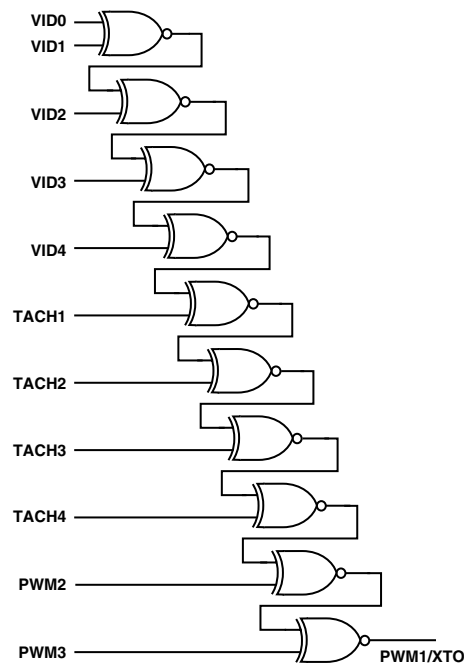 VID0
VID1
VID2
VID3
VID4
TACH1
TACH2
TACH3
TACH4
PWM2
PWM3
PWM1/XTO